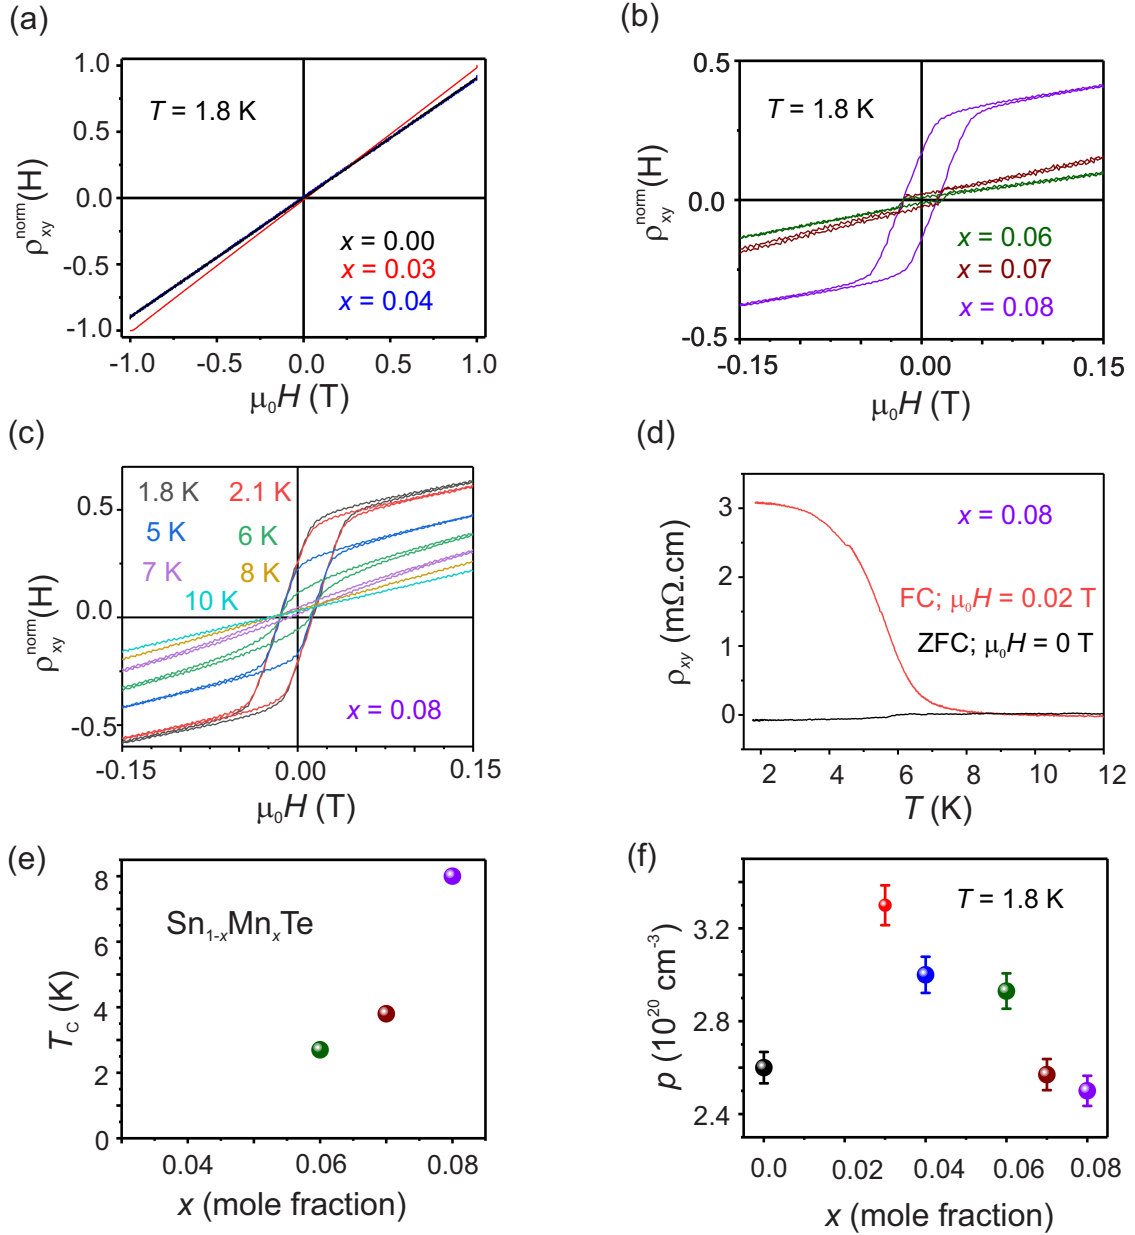 (a)
1.0
0.5
0.0
-0.5
-1.0
T = 1.8 K
x = 0.00
x = 0.03
x = 0.04
-1.0 -0.5 0.0 0.5 1.0
μ₀H (T)
ρxy^norm(H)
(b)
0.5
0.0
-0.5
T = 1.8 K
x = 0.06
x = 0.07
x = 0.08
-0.15 0.00 0.15
μ₀H (T)
ρxy^norm(H)
(c)
0.5
0.0
-0.5
1.8 K 2.1 K
5 K 6 K
7 K 8 K
10 K
x = 0.08
-0.15 0.00 0.15
μ₀H (T)
ρxy^norm(H)
(d)
3
2
1
0
x = 0.08
FC; μ₀H = 0.02 T
ZFC; μ₀H = 0 T
2 4 6 8 10 12
T (K)
ρxy (mΩ.cm)
(e)
8
6
4
2
0
Sn₁₋ₓMnₓTe
0.04 0.06 0.08
x (mole fraction)
T_C (K)
(f)
3.2
2.8
2.4
T = 1.8 K
0.0 0.02 0.04 0.06 0.08
x (mole fraction)
p (10²⁰ cm⁻³)